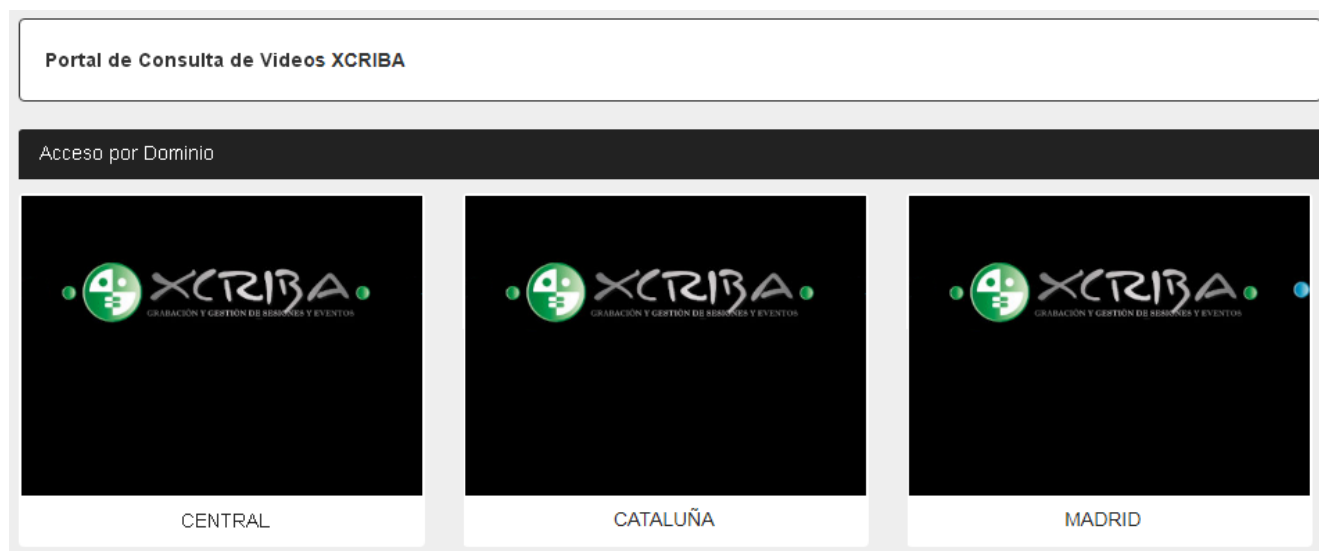 Portal de Consulta de Videos XCRIBA
Acceso por Dominio
XCRIBA
GRABACIÓN Y GESTIÓN DE SESIONES Y EVENTOS
CENTRAL
XCRIBA
GRABACIÓN Y GESTIÓN DE SESIONES Y EVENTOS
CATALUÑA
XCRIBA
GRABACIÓN Y GESTIÓN DE SESIONES Y EVENTOS
MADRID